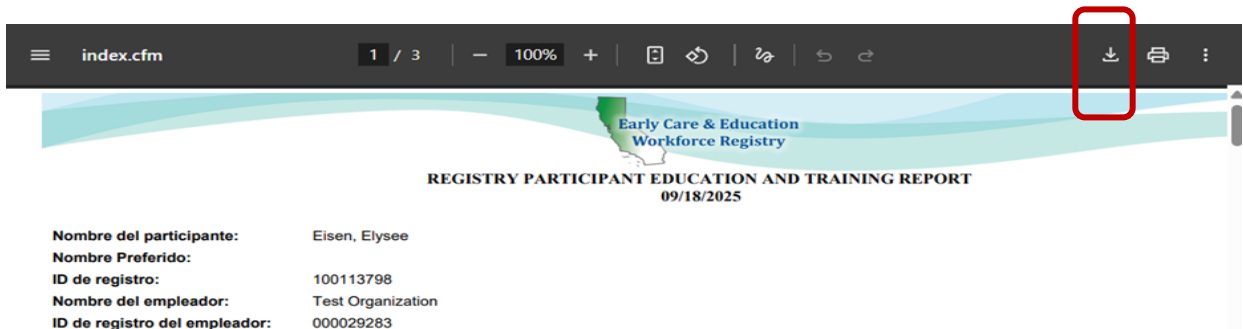 index.cfm 1 / 3 100%
Early Care & Education
Workforce Registry
REGISTRY PARTICIPANT EDUCATION AND TRAINING REPORT
09/18/2025
Nombre del participante: Eisen, Elysee
Nombre Preferido:
ID de registro: 100113798
Nombre del empleador: Test Organization
ID de registro del empleador: 000029283